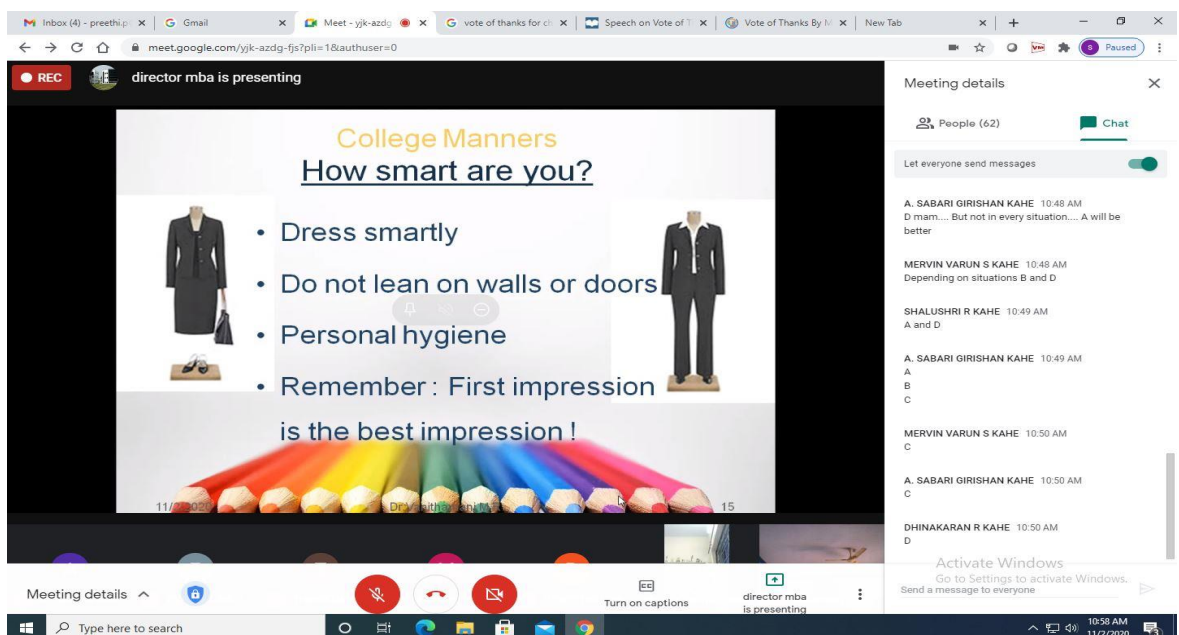 Inbox (4) - preethi.p
Gmail
Meet - yjk-azdg
vote of thanks for ch
Speech on Vote of T
Vote of Thanks By M
New Tab
meet.google.com/yjk-azdg-fjs?pli=1&authuser=0
Paused
REC
director mba is presenting
College Manners
How smart are you?
• Dress smartly
• Do not lean on walls or doors
• Personal hygiene
• Remember : First impression
is the best impression !
15
Meeting details
People (62)
Chat
Let everyone send messages
A. SABARI GIRISHAN KAHE 10:48 AM
D mam.... But not in every situation.... A will be
better
MERVIN VARUN S KAHE 10:48 AM
Depending on situations B and D
SHALUSHRI R KAHE 10:49 AM
A and D
A. SABARI GIRISHAN KAHE 10:49 AM
A
B
C
MERVIN VARUN S KAHE 10:50 AM
C
A. SABARI GIRISHAN KAHE 10:50 AM
C
DHINAKARAN R KAHE 10:50 AM
D
Activate Windows
Go to Settings to activate Windows.
Send a message to everyone
Meeting details
Turn on captions
director mba
is presenting
Type here to search
10:58 AM
11/2/2020